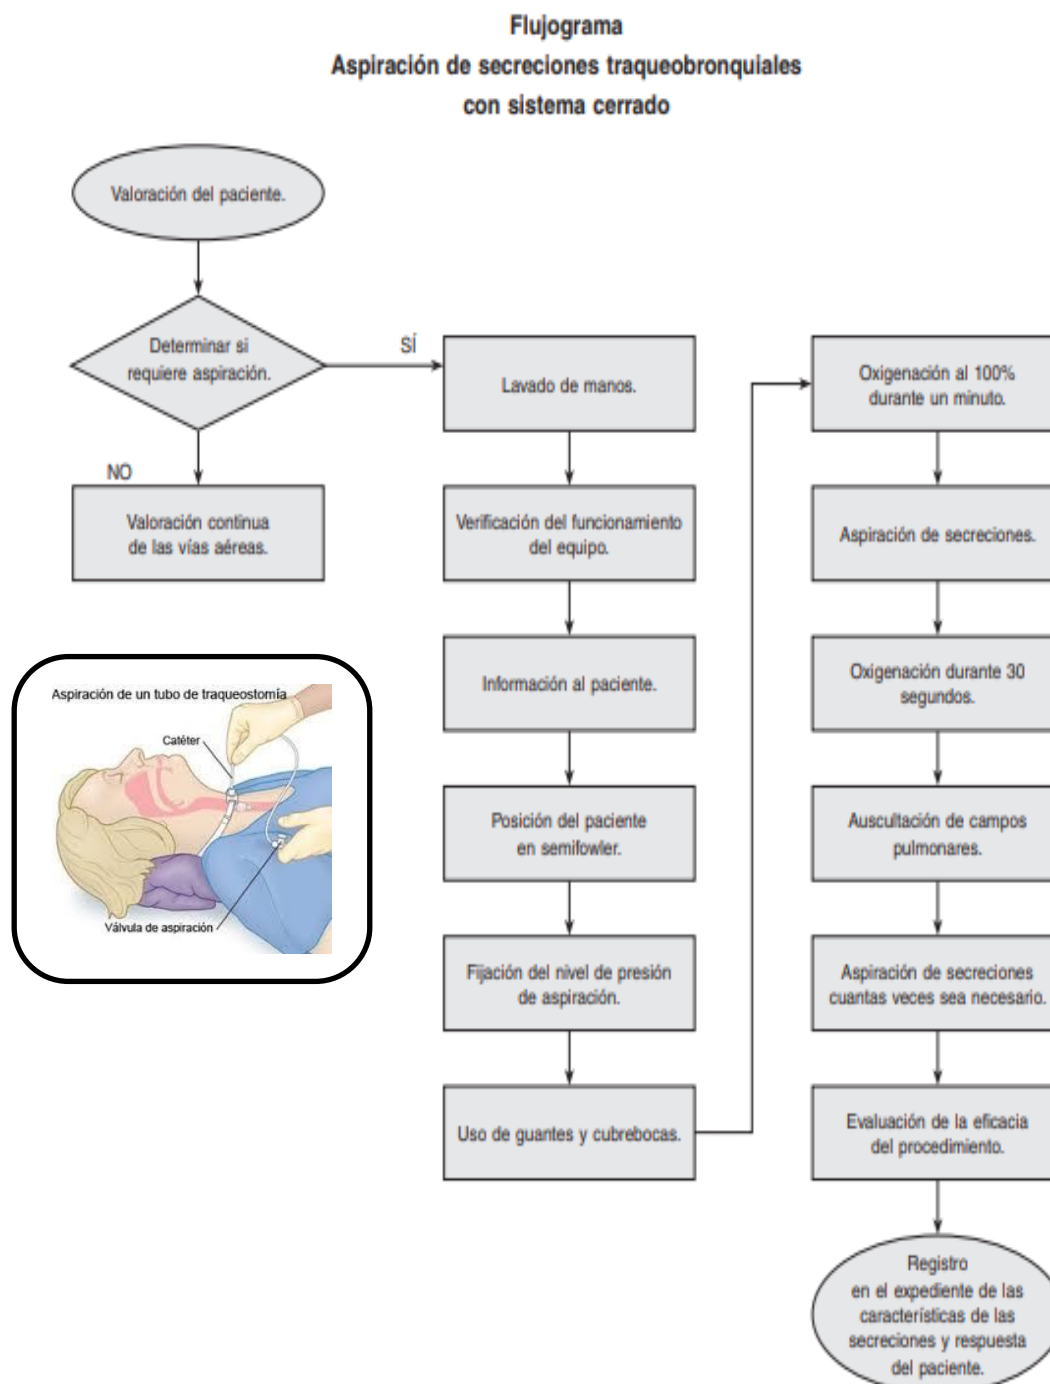 Flujograma
Aspiración de secreciones traqueobronquiales
con sistema cerrado
Valoración del paciente.
Determinar si
requiere aspiración.
SÍ
NO
Valoración continua
de las vías aéreas.
Lavado de manos.
Verificación del funcionamiento
del equipo.
Información al paciente.
Posición del paciente
en semifowler.
Fijación del nivel de presión
de aspiración.
Uso de guantes y cubrebocas.
Oxigenación al 100%
durante un minuto.
Aspiración de secreciones.
Oxigenación durante 30
segundos.
Auscultación de campos
pulmonares.
Aspiración de secreciones
cuantas veces sea necesario.
Evaluación de la eficacia
del procedimiento.
Registro
en el expediente de las
características de las
secreciones y respuesta
del paciente.
Aspiración de un tubo de traqueostomía
Catéter
Válvula de aspiración